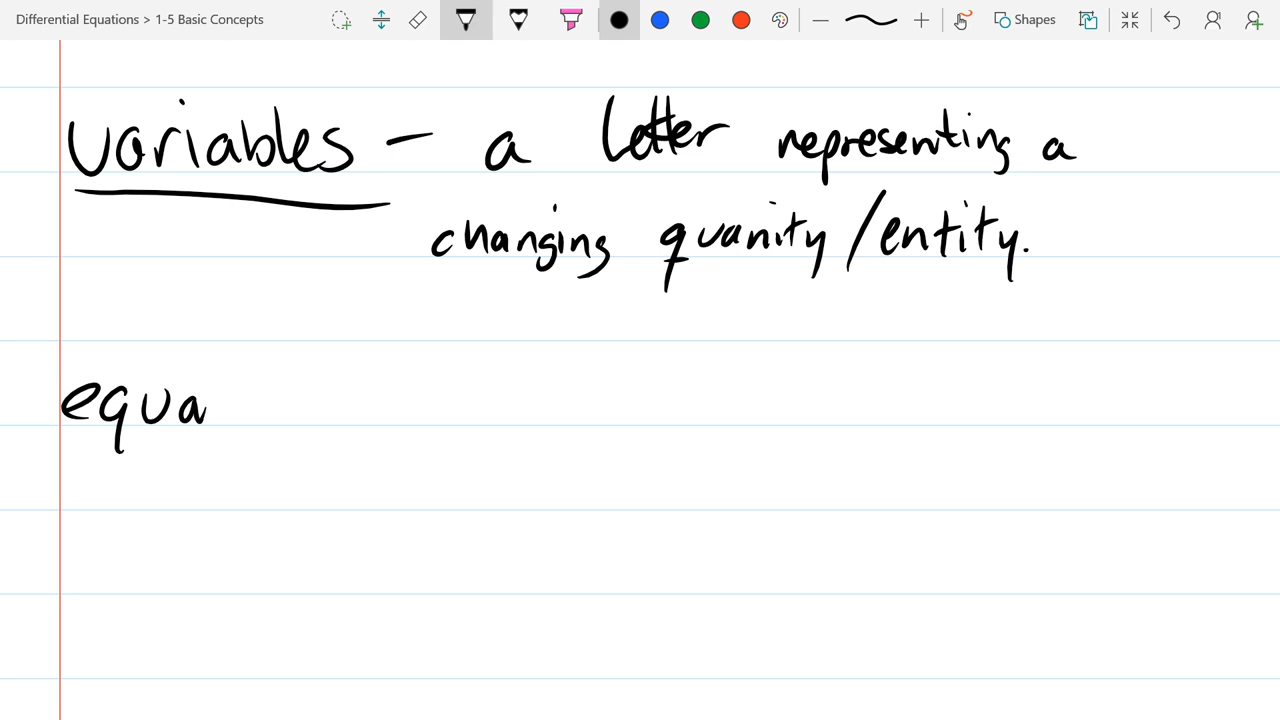 Differential Equations > 1-5 Basic Concepts
Shapes
variables - a letter representing a
changing quanity/entity.
equa